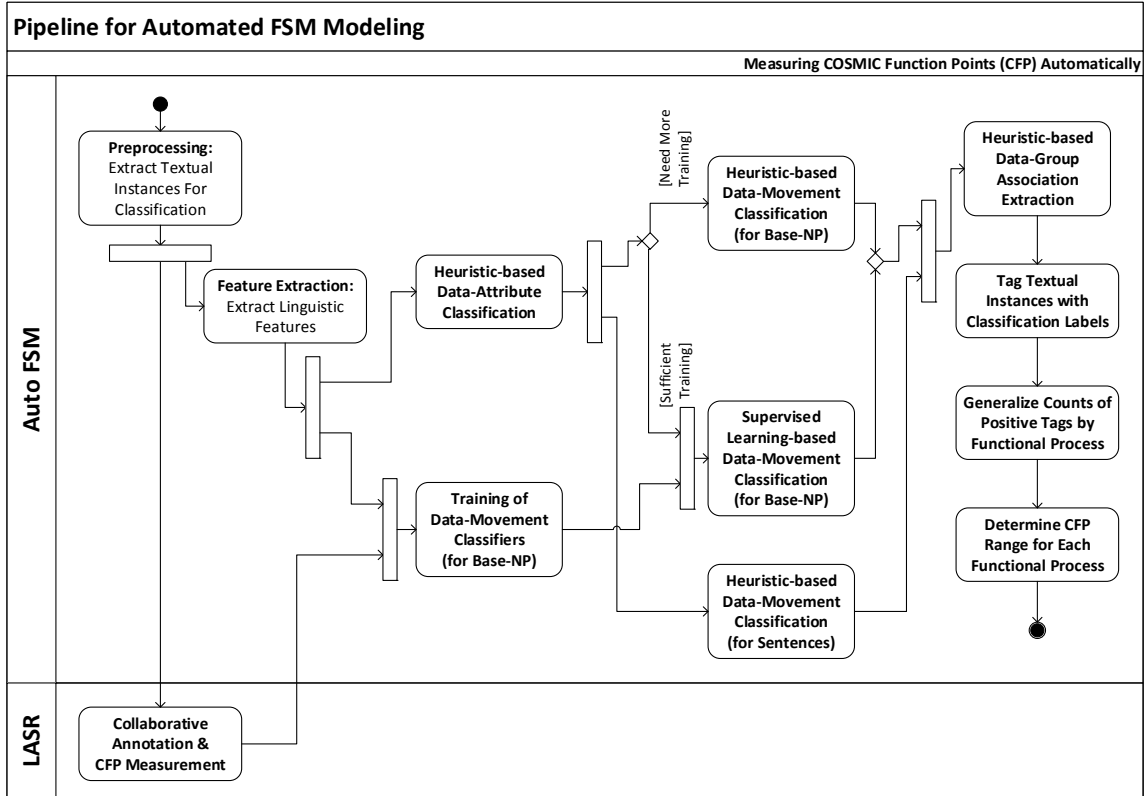 Pipeline for Automated FSM Modeling
Measuring COSMIC Function Points (CFP) Automatically
Auto FSM
Preprocessing:
Extract Textual
Instances For
Classification
Feature Extraction:
Extract Linguistic
Features
Heuristic-based
Data-Attribute
Classification
Training of
Data-Movement
Classifiers
(for Base-NP)
[Need More
Training]
[Sufficient
Training]
Heuristic-based
Data-Movement
Classification
(for Base-NP)
Supervised
Learning-based
Data-Movement
Classification
(for Base-NP)
Heuristic-based
Data-Movement
Classification
(for Sentences)
Heuristic-based
Data-Group
Association
Extraction
Tag Textual
Instances with
Classification Labels
Generalize Counts of
Positive Tags by
Functional Process
Determine CFP
Range for Each
Functional Process
LASR
Collaborative
Annotation &
CFP Measurement